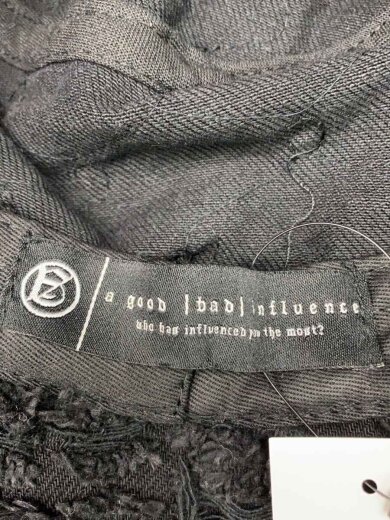 a good |bad| influence
who has influenced you the most?